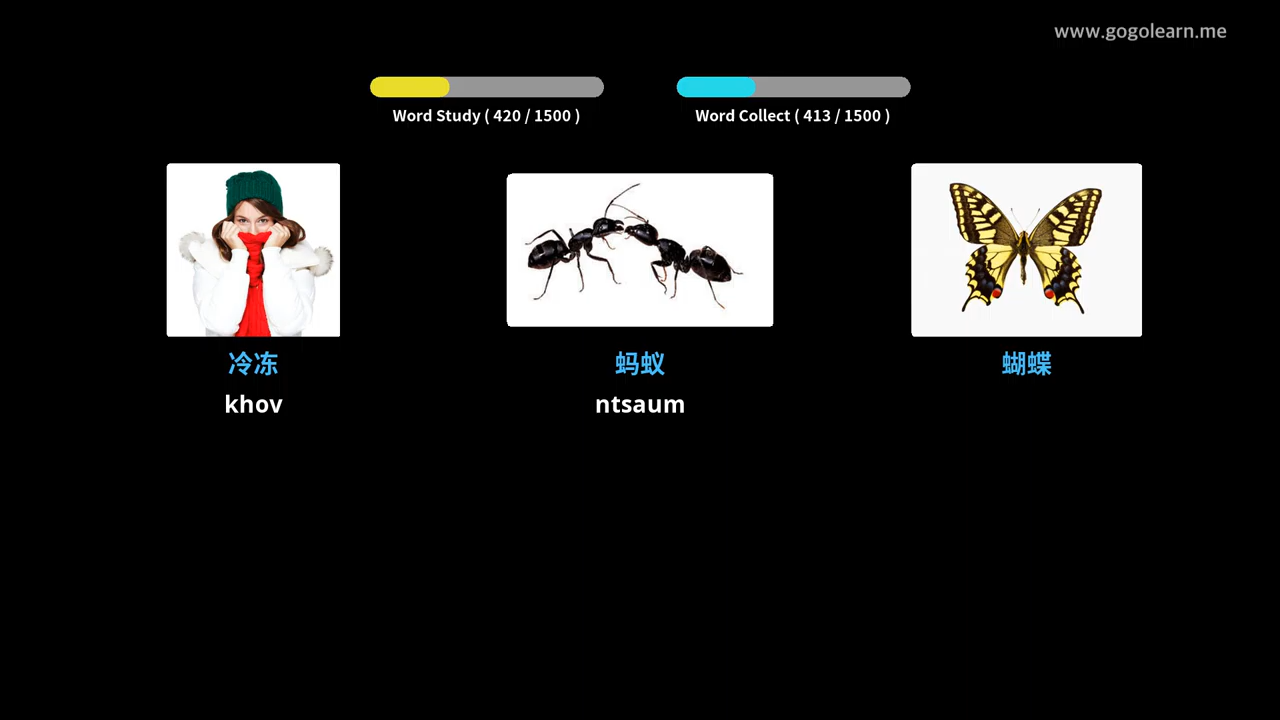 www.gogolearn.me
Word Study ( 420 / 1500 )
Word Collect ( 413 / 1500 )
冷冻
蚂蚁
蝴蝶
khov
ntsaum